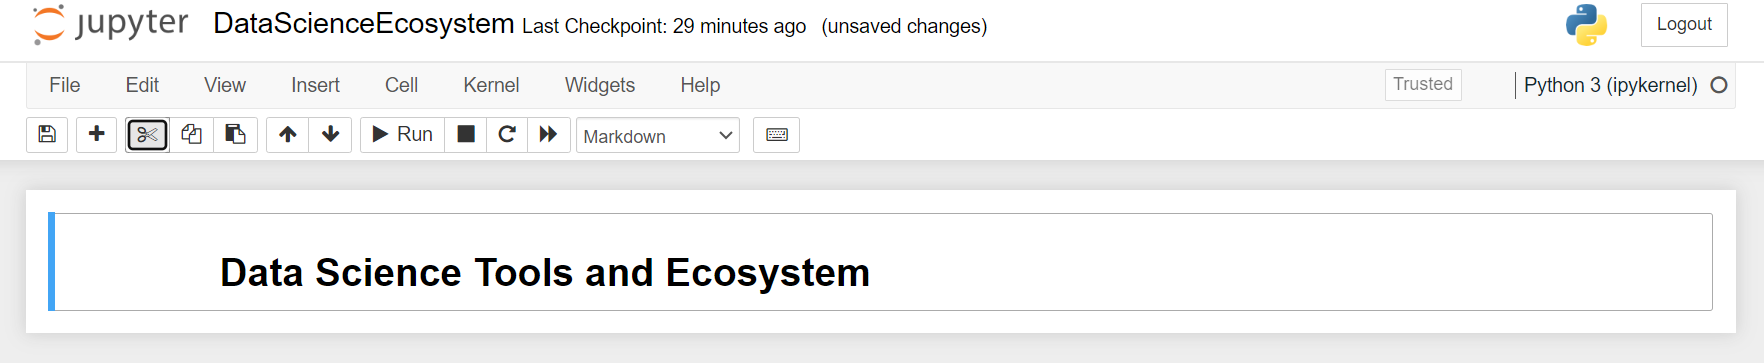 jupyter DataScienceEcosystem Last Checkpoint: 29 minutes ago (unsaved changes) Logout
File Edit View Insert Cell Kernel Widgets Help Trusted Python 3 (ipykernel)
Run Markdown
Data Science Tools and Ecosystem